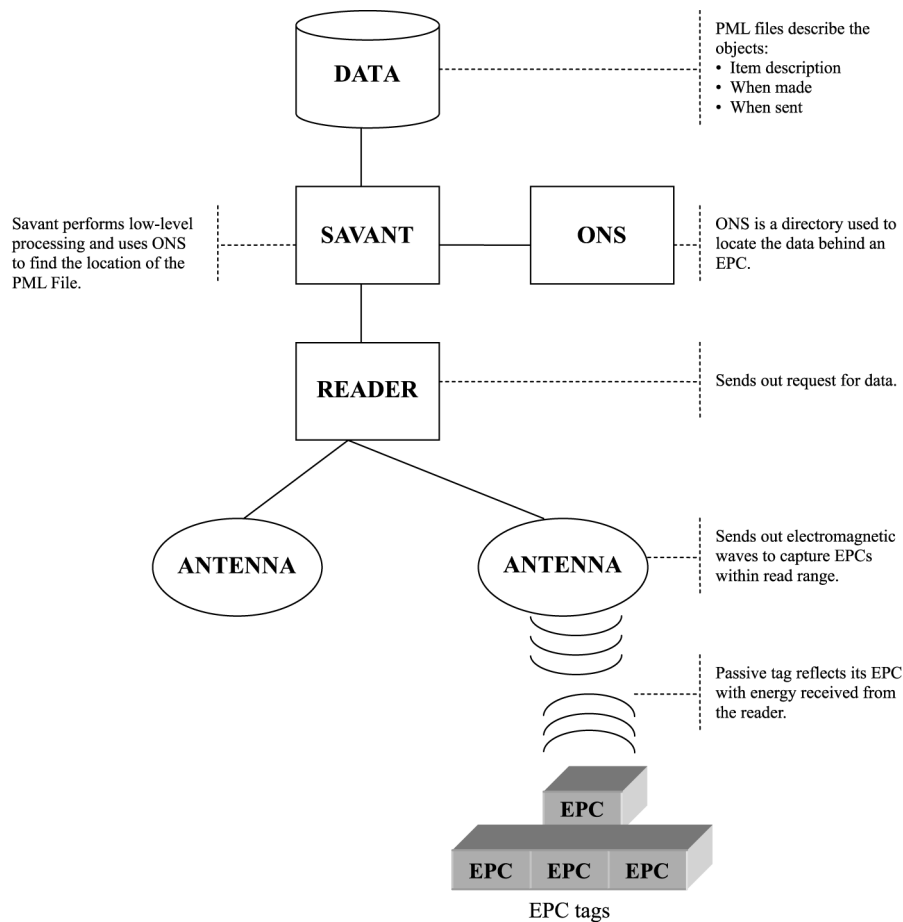 DATA
PML files describe the
objects:
• Item description
• When made
• When sent
Savant performs low-level
processing and uses ONS
to find the location of the
PML File.
SAVANT
ONS
ONS is a directory used to
locate the data behind an
EPC.
READER
Sends out request for data.
ANTENNA
ANTENNA
Sends out electromagnetic
waves to capture EPCs
within read range.
Passive tag reflects its EPC
with energy received from
the reader.
EPC
EPC EPC EPC
EPC tags